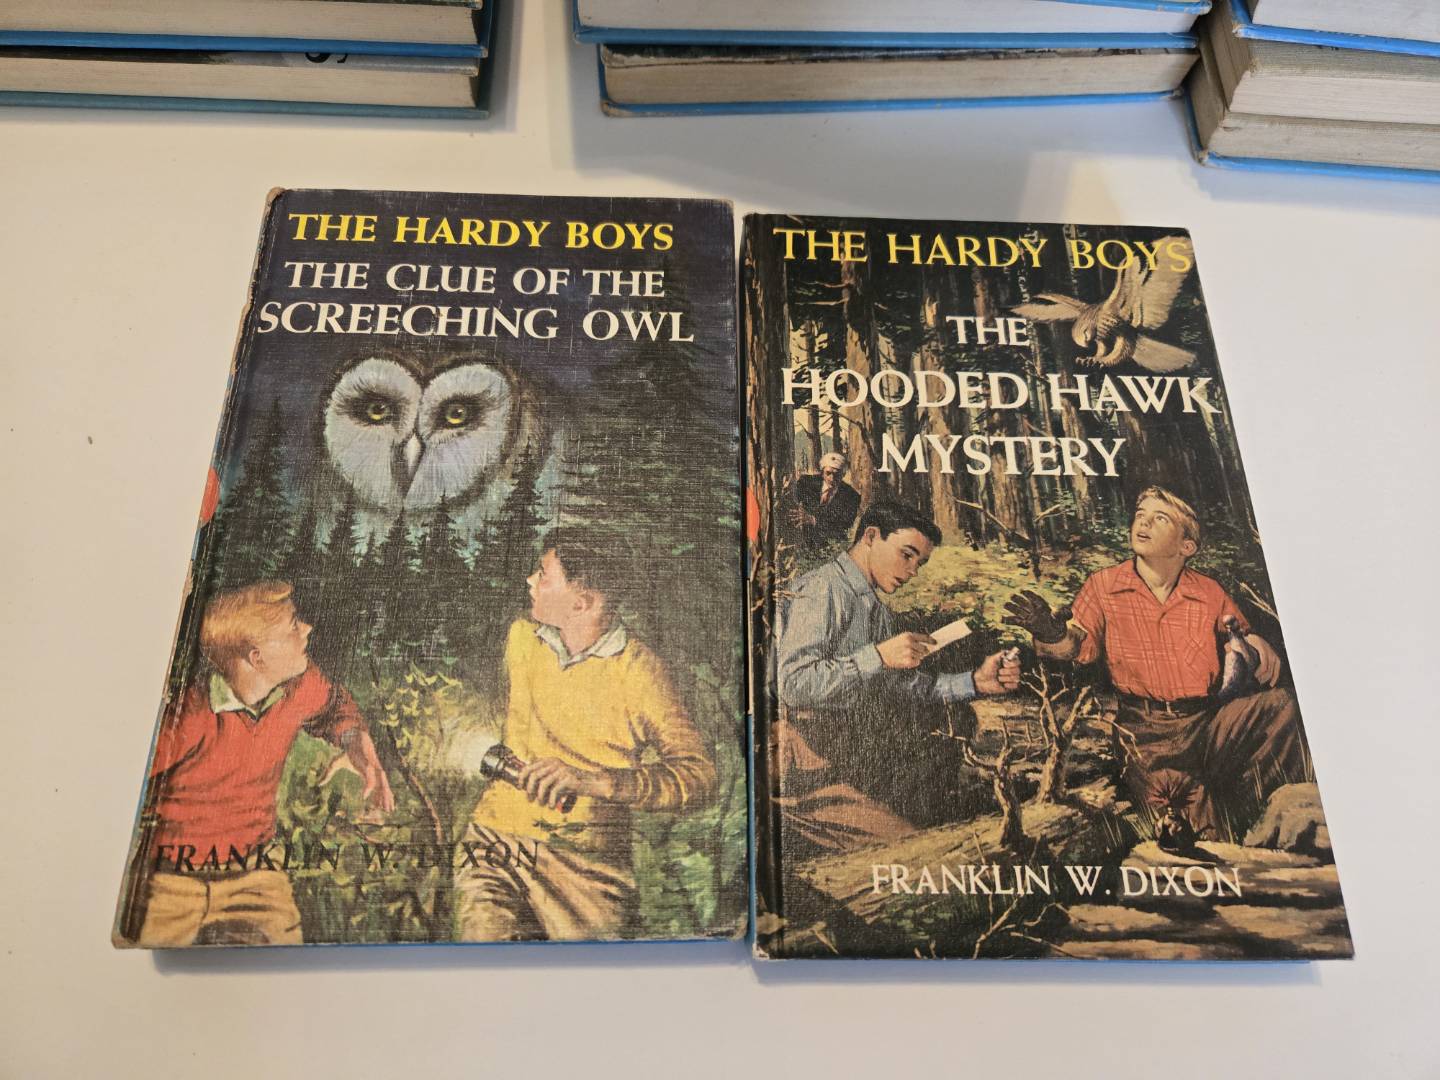 THE HARDY BOYS
THE CLUE OF THE
SCREECHING OWL
FRANKLIN W. DIXON
THE HARDY BOYS
THE
HOODED HAWK
MYSTERY
FRANKLIN W. DIXON